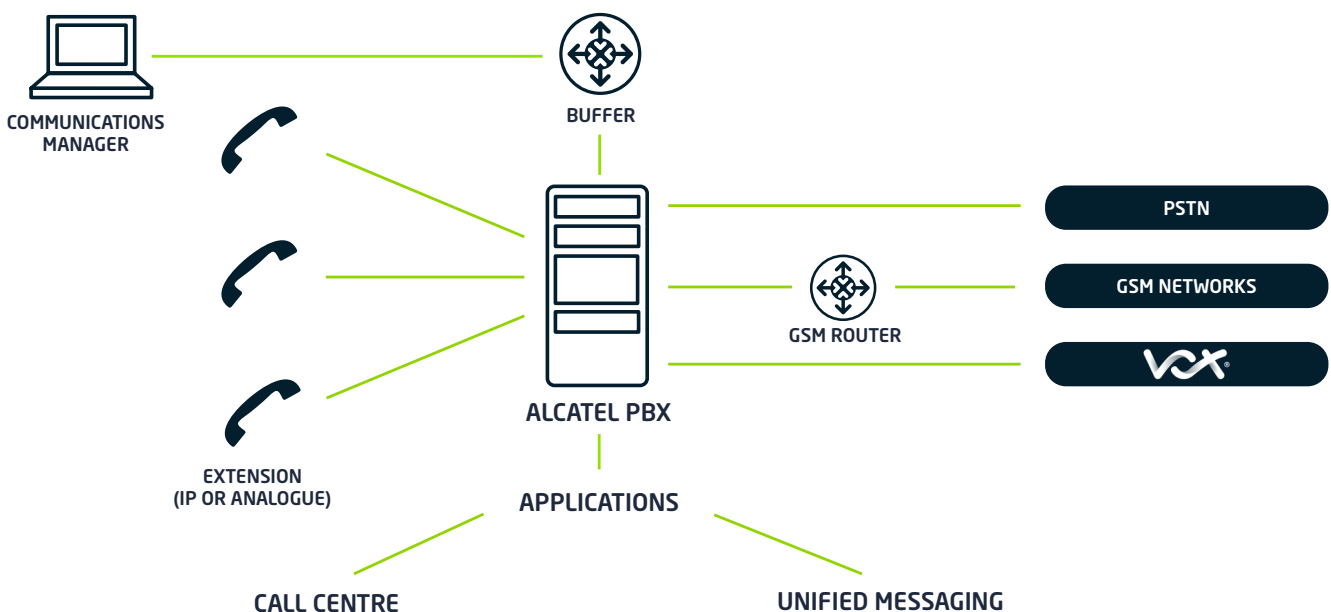 COMMUNICATIONS
MANAGER
BUFFER
PSTN
GSM NETWORKS
GSM ROUTER
VOX®
ALCATEL PBX
EXTENSION
(IP OR ANALOGUE)
APPLICATIONS
CALL CENTRE
UNIFIED MESSAGING